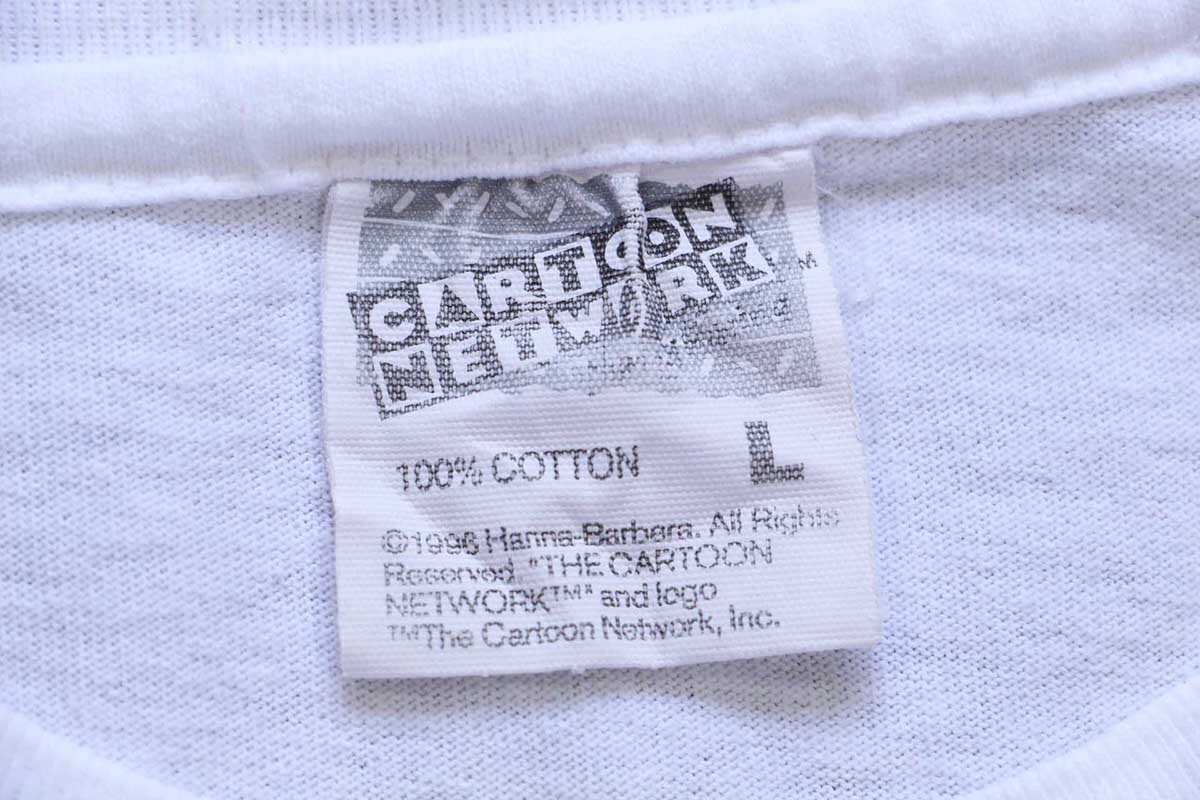 CARTOON
NETWORK
100% COTTON L
©1996 Hanna-Barbera. All Rights
Reserved. "THE CARTOON
NETWORK™" and logo
™The Cartoon Network, Inc.